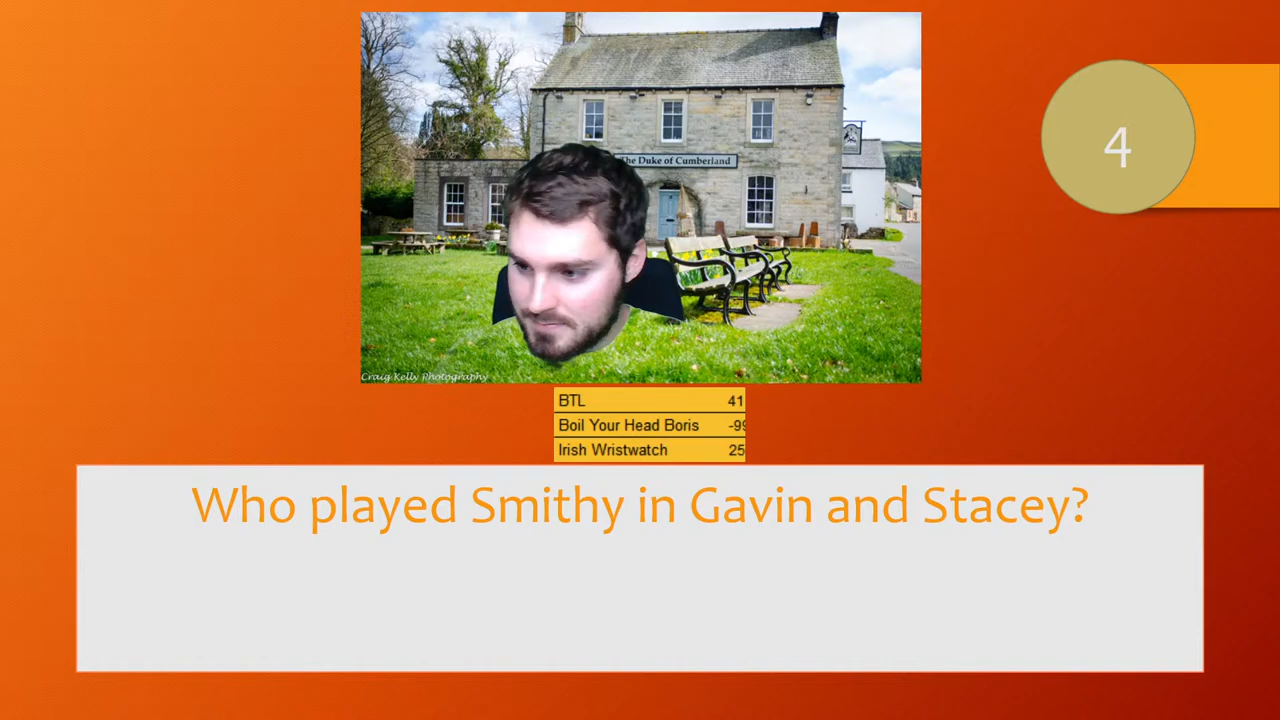 4
The Duke of Cumberland
Craig Kelly Photography
BTL 41
Boil Your Head Boris -99
Irish Wristwatch 25
Who played Smithy in Gavin and Stacey?